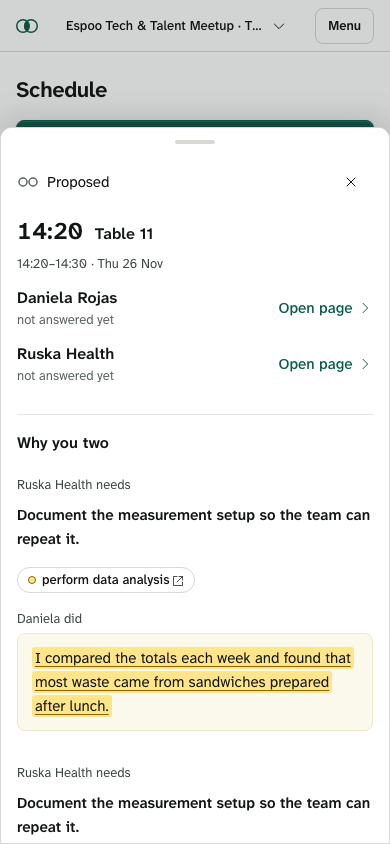 Espoo Tech & Talent Meetup · T...
Menu
Schedule
Proposed
14:20 Table 11
14:20–14:30 · Thu 26 Nov
Daniela Rojas
not answered yet
Open page
Ruska Health
not answered yet
Open page
Why you two
Ruska Health needs
Document the measurement setup so the team can
repeat it.
perform data analysis
Daniela did
I compared the totals each week and found that
most waste came from sandwiches prepared
after lunch.
Ruska Health needs
Document the measurement setup so the team can
repeat it.